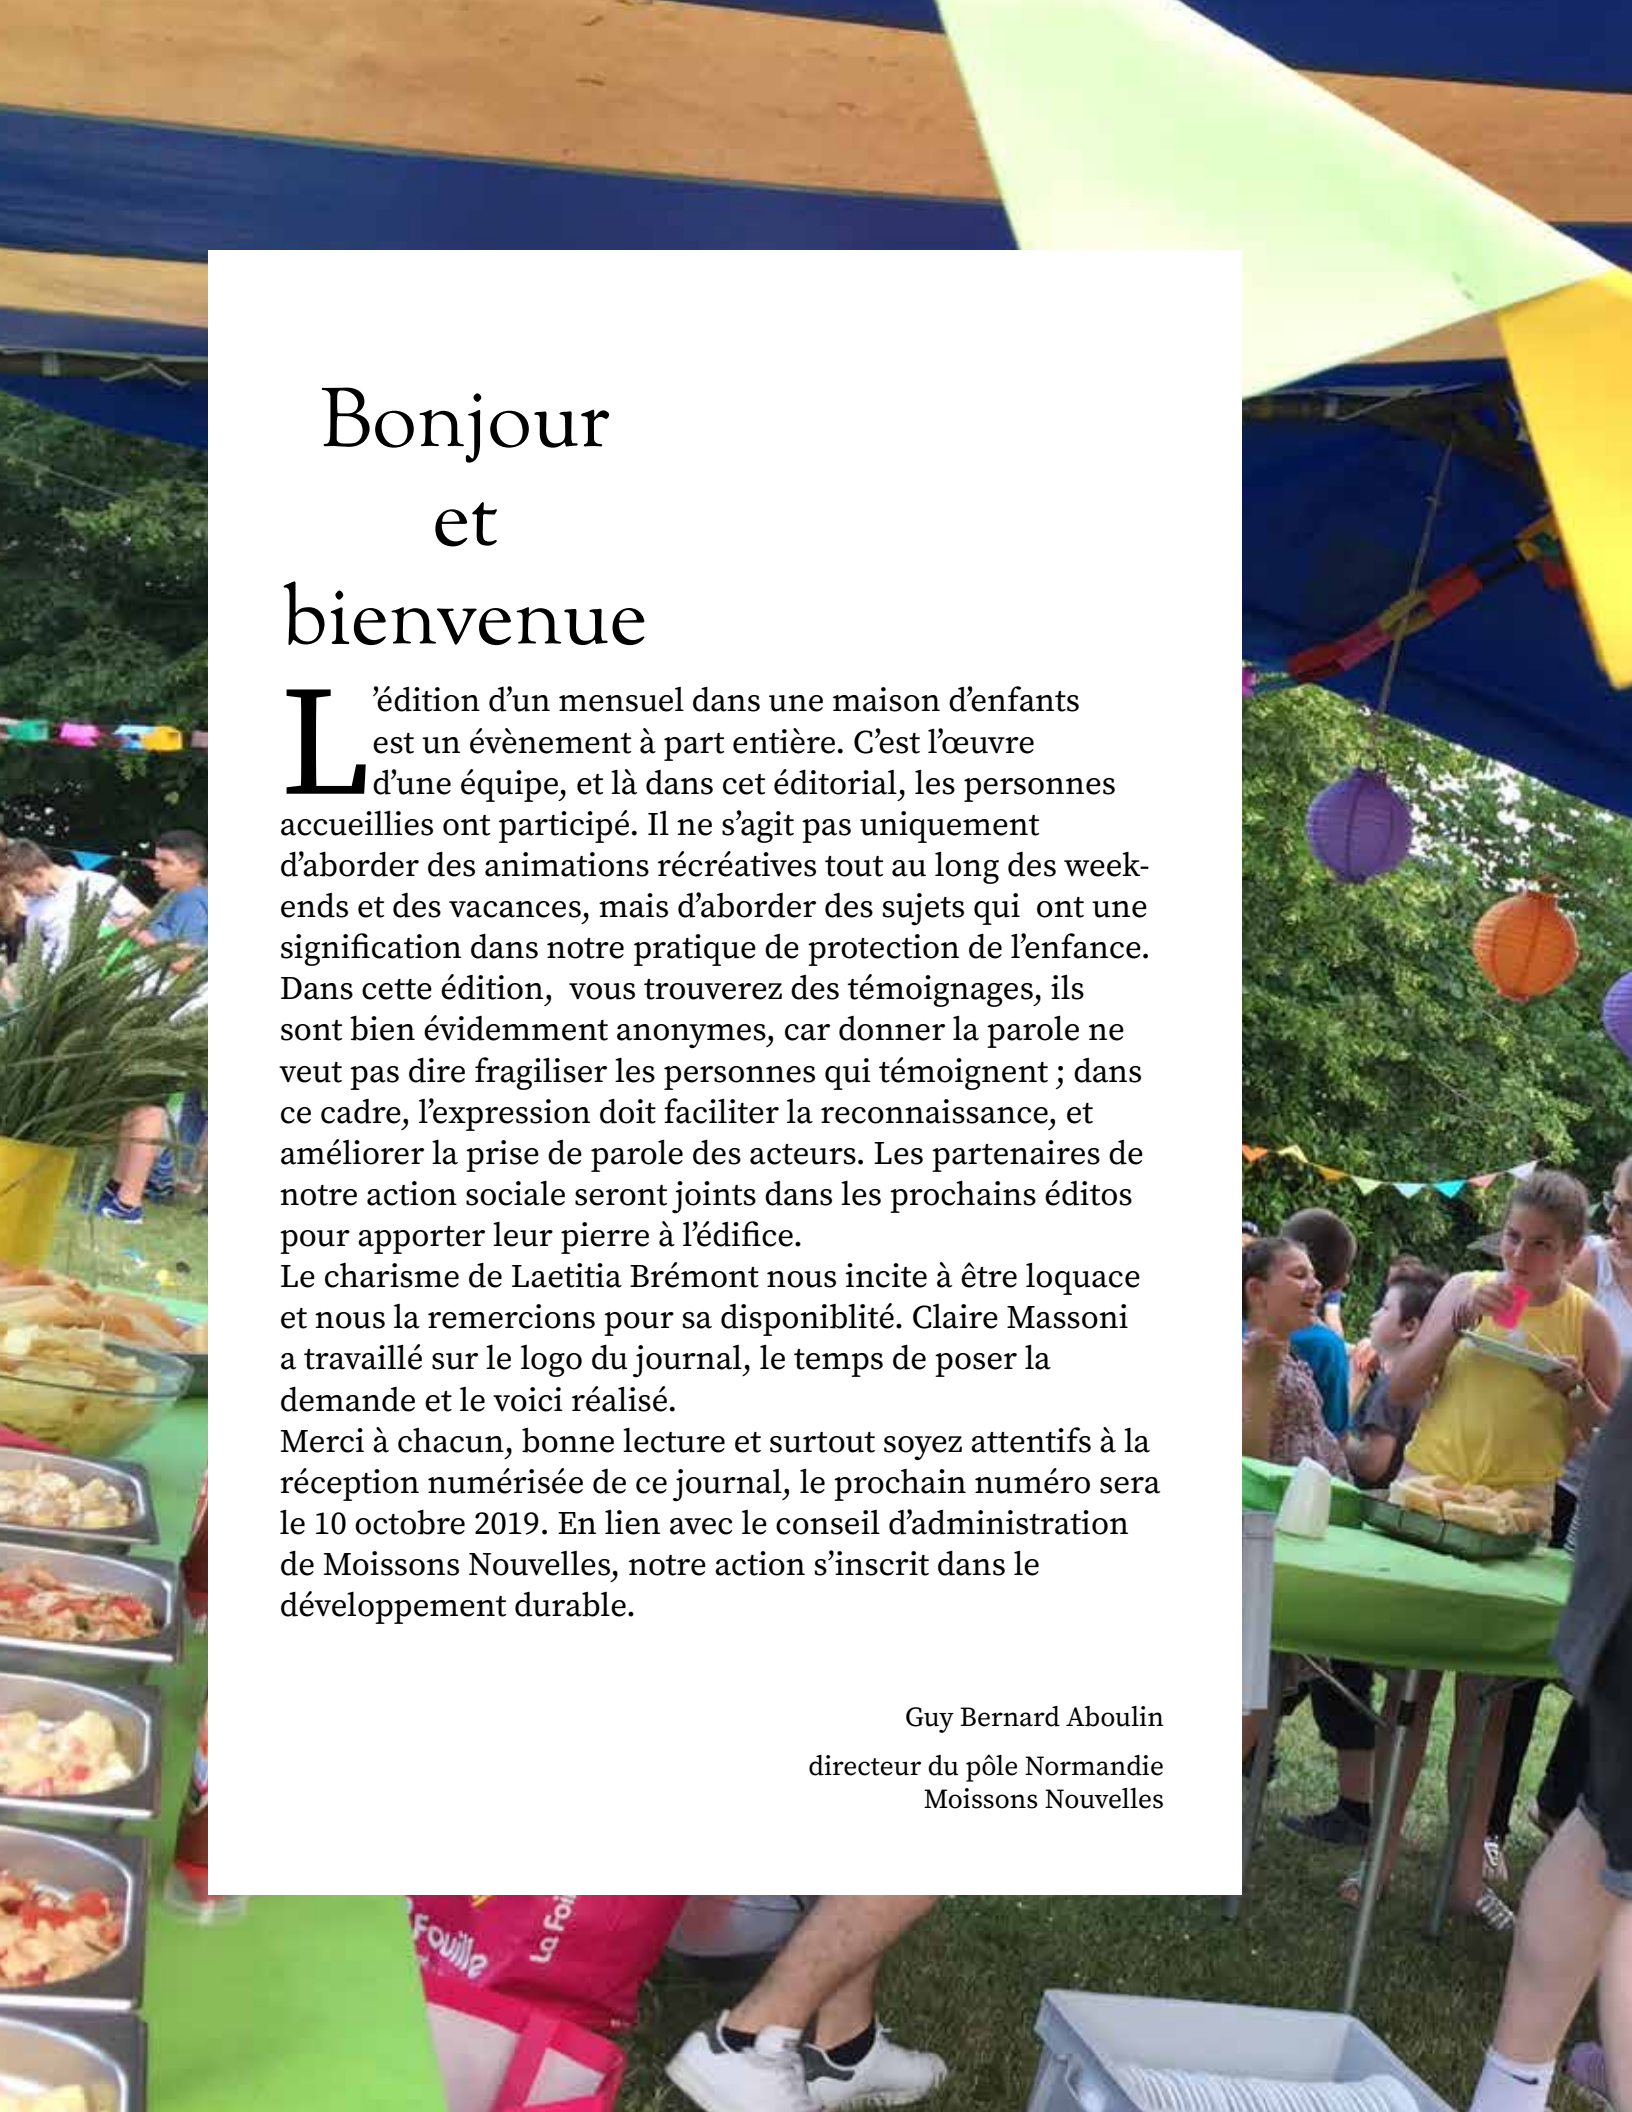 Bonjour
et
bienvenue
L’édition d’un mensuel dans une maison d’enfants
est un évènement à part entière. C’est l’œuvre
d’une équipe, et là dans cet éditorial, les personnes
accueillies ont participé. Il ne s’agit pas uniquement
d’aborder des animations récréatives tout au long des week-
ends et des vacances, mais d’aborder des sujets qui  ont une
signification dans notre pratique de protection de l’enfance.
Dans cette édition,  vous trouverez des témoignages, ils
sont bien évidemment anonymes, car donner la parole ne
veut pas dire fragiliser les personnes qui témoignent ; dans
ce cadre, l’expression doit faciliter la reconnaissance, et
améliorer la prise de parole des acteurs. Les partenaires de
notre action sociale seront joints dans les prochains éditos
pour apporter leur pierre à l’édifice.
Le charisme de Laetitia Brémont nous incite à être loquace
et nous la remercions pour sa disponiblité. Claire Massoni
a travaillé sur le logo du journal, le temps de poser la
demande et le voici réalisé.
Merci à chacun, bonne lecture et surtout soyez attentifs à la
réception numérisée de ce journal, le prochain numéro sera
le 10 octobre 2019. En lien avec le conseil d’administration
de Moissons Nouvelles, notre action s’inscrit dans le
développement durable.
Guy Bernard Aboulin
directeur du pôle Normandie
Moissons Nouvelles
Fouille
La Foi